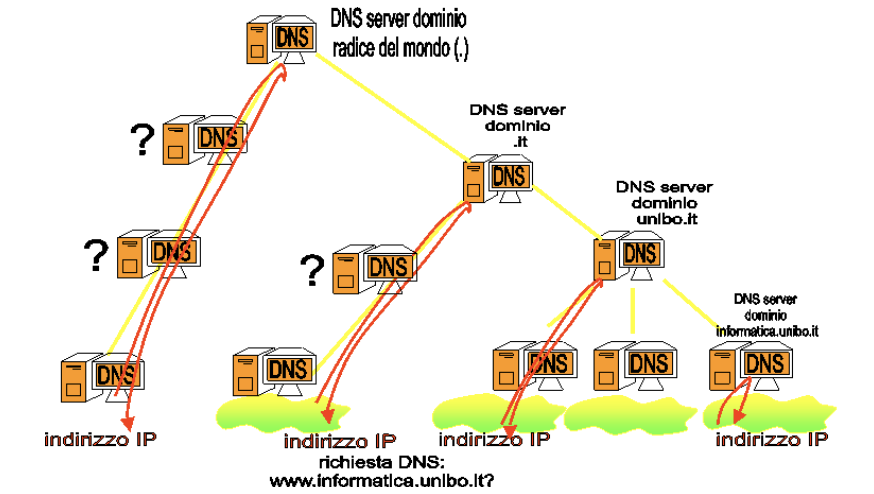 DNS server dominio
radice del mondo (.)
DNS
DNS server
dominio
.it
?
DNS
DNS
DNS server
dominio
unibo.it
?
DNS
?
DNS
DNS
DNS server
dominio
informatica.unibo.it
DNS
DNS
DNS
DNS
DNS
indirizzo IP
indirizzo IP
indirizzo IP
indirizzo IP
richiesta DNS:
www.informatica.unibo.it?